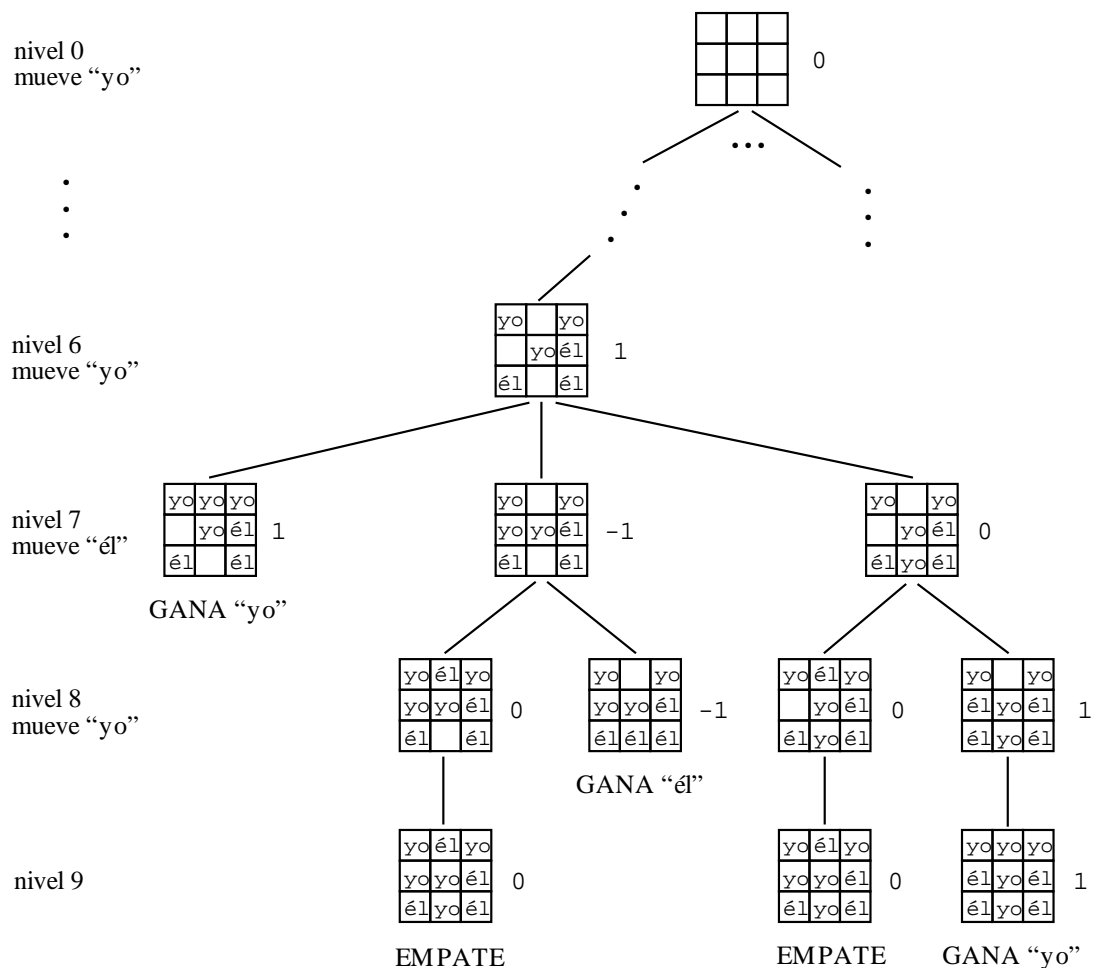 nivel 0
mueve “yo”
0
...
nivel 6
mueve “yo”
yo yo
yo él
él él
1
nivel 7
mueve “él”
yo yo yo
yo él
él él
1
GANA “yo”
yo yo
yo yo él
él él
-1
yo yo
yo él
él yo él
0
nivel 8
mueve “yo”
yo él yo
yo yo él
él él
0
yo yo
yo yo él
él él él
-1
GANA “él”
yo él yo
yo él
él yo él
0
yo yo
él yo él
él yo él
1
nivel 9
yo él yo
yo yo él
él yo él
0
EMPATE
yo él yo
yo yo él
él yo él
0
EMPATE
yo yo yo
él yo él
él yo él
1
GANA “yo”